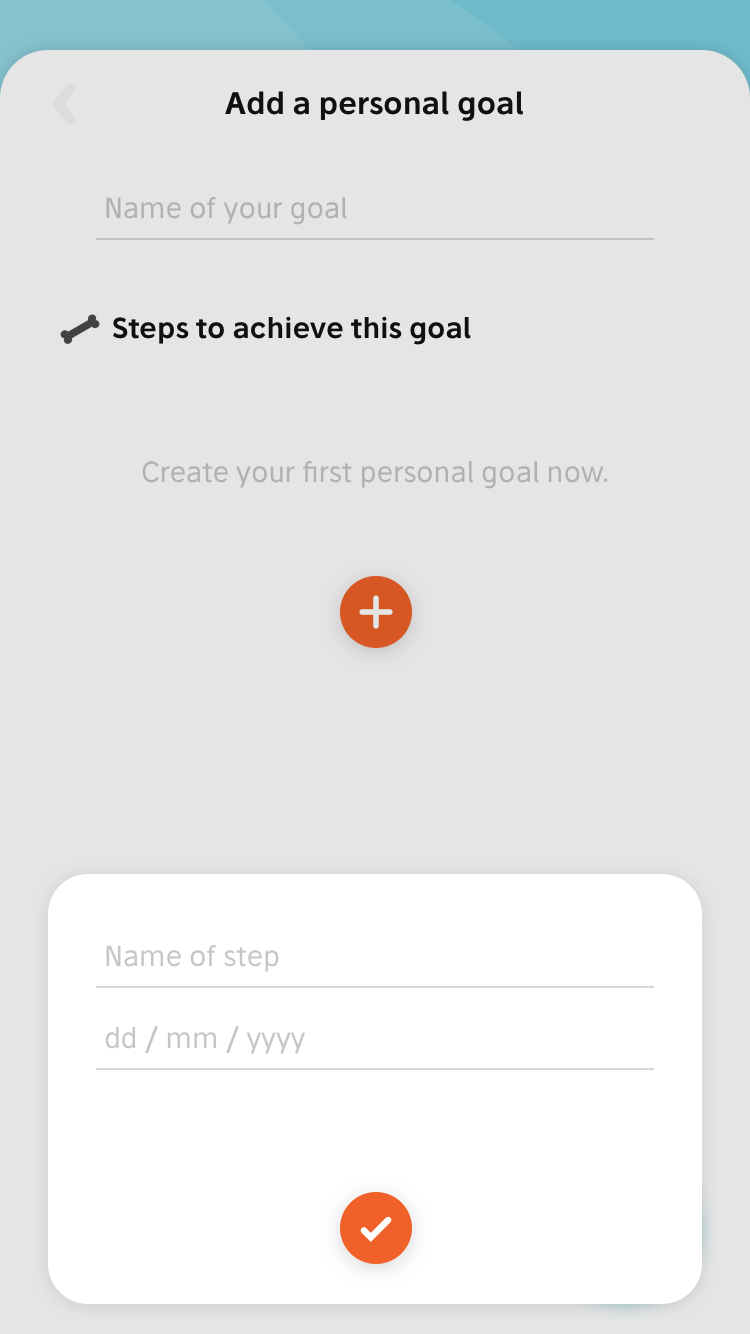 Add a personal goal
Name of your goal
Steps to achieve this goal
Create your first personal goal now.
Name of step
dd / mm / yyyy